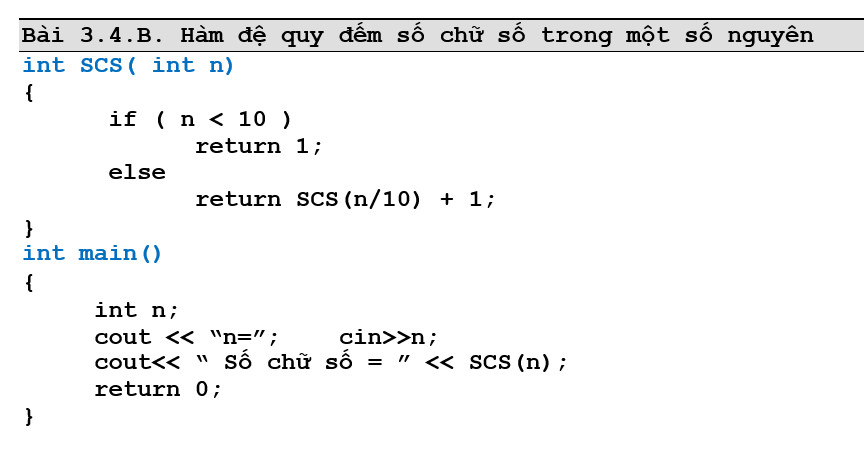 Bài 3.4.B. Hàm đệ quy đếm số chữ số trong một số nguyên
int SCS( int n)
{
if ( n < 10 )
return 1;
else
return SCS(n/10) + 1;
}
int main()
{
int n;
cout << “n=”; cin>>n;
cout<< “ Số chữ số = ” << SCS(n);
return 0;
}